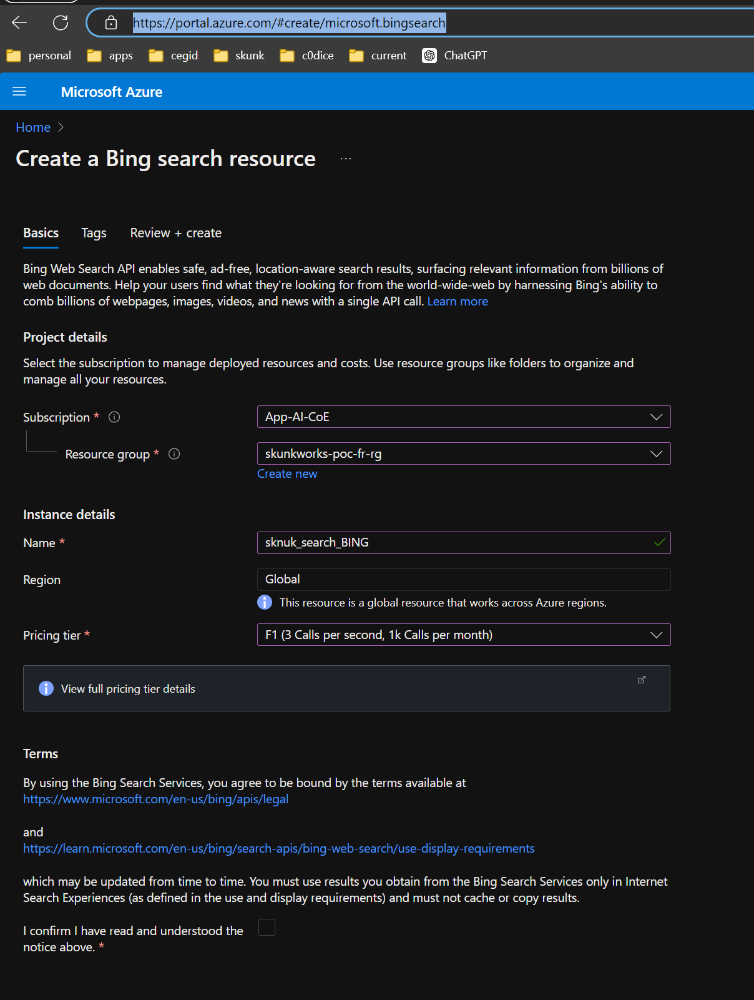 https://portal.azure.com/#create/microsoft.bingsearch
personal apps cegid skunk c0dice current ChatGPT
Microsoft Azure
Home
Create a Bing search resource ...
Basics Tags Review + create
Bing Web Search API enables safe, ad-free, location-aware search results, surfacing relevant information from billions of
web documents. Help your users find what they're looking for from the world-wide-web by harnessing Bing's ability to
comb billions of webpages, images, videos, and news with a single API call. Learn more
Project details
Select the subscription to manage deployed resources and costs. Use resource groups like folders to organize and
manage all your resources.
Subscription * App-AI-CoE
Resource group * skunkworks-poc-fr-rg
Create new
Instance details
Name * sknuk_search_BING
Region Global
This resource is a global resource that works across Azure regions.
Pricing tier * F1 (3 Calls per second, 1k Calls per month)
View full pricing tier details
Terms
By using the Bing Search Services, you agree to be bound by the terms available at
https://www.microsoft.com/en-us/bing/apis/legal
and
https://learn.microsoft.com/en-us/bing/search-apis/bing-web-search/use-display-requirements
which may be updated from time to time. You must use results you obtain from the Bing Search Services only in Internet
Search Experiences (as defined in the use and display requirements) and must not cache or copy results.
I confirm I have read and understood the
notice above. *